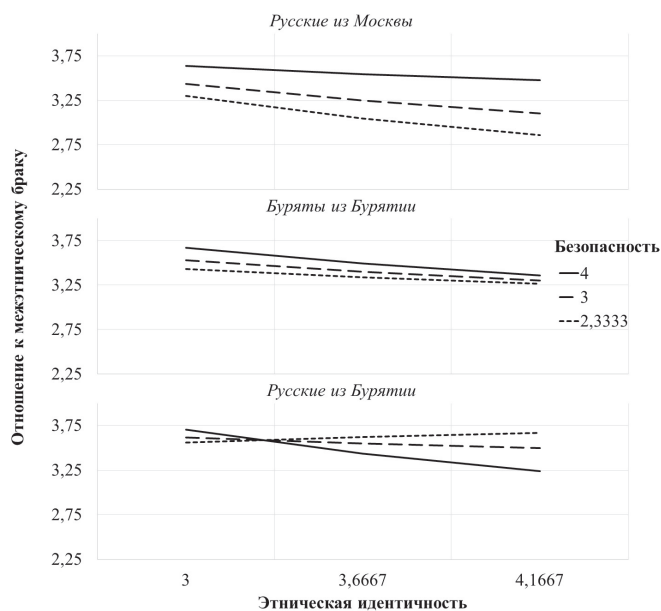 Русские из Москвы
3,75
3,25
2,75
2,25
Буряты из Бурятии
3,75
3,25
2,75
2,25
Русские из Бурятии
3,75
3,25
2,75
2,25
3 3,6667 4,1667
Этническая идентичность
Отношение к межэтническому браку
Безопасность
4
3
2,3333